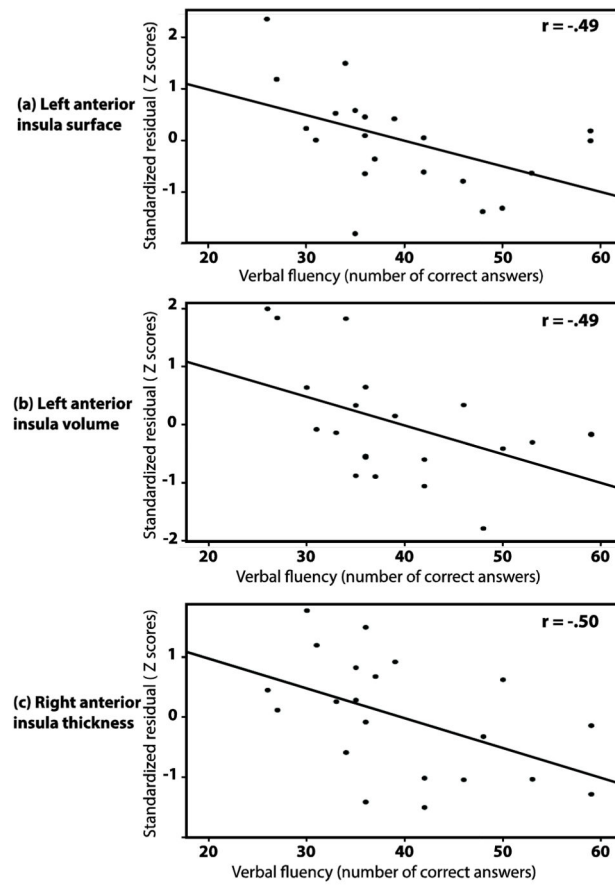 r = -.49
2
1
0
-1
(a) Left anterior
insula surface
Standardized residual ( Z scores)
20 30 40 50 60
Verbal fluency (number of correct answers)
r = -.49
2
1
0
-1
-2
(b) Left anterior
insula volume
Standardized residual ( Z scores)
20 30 40 50 60
Verbal fluency (number of correct answers)
r = -.50
1
0
-1
(c) Right anterior
insula thickness
Standardized residual ( Z scores)
20 30 40 50 60
Verbal fluency (number of correct answers)